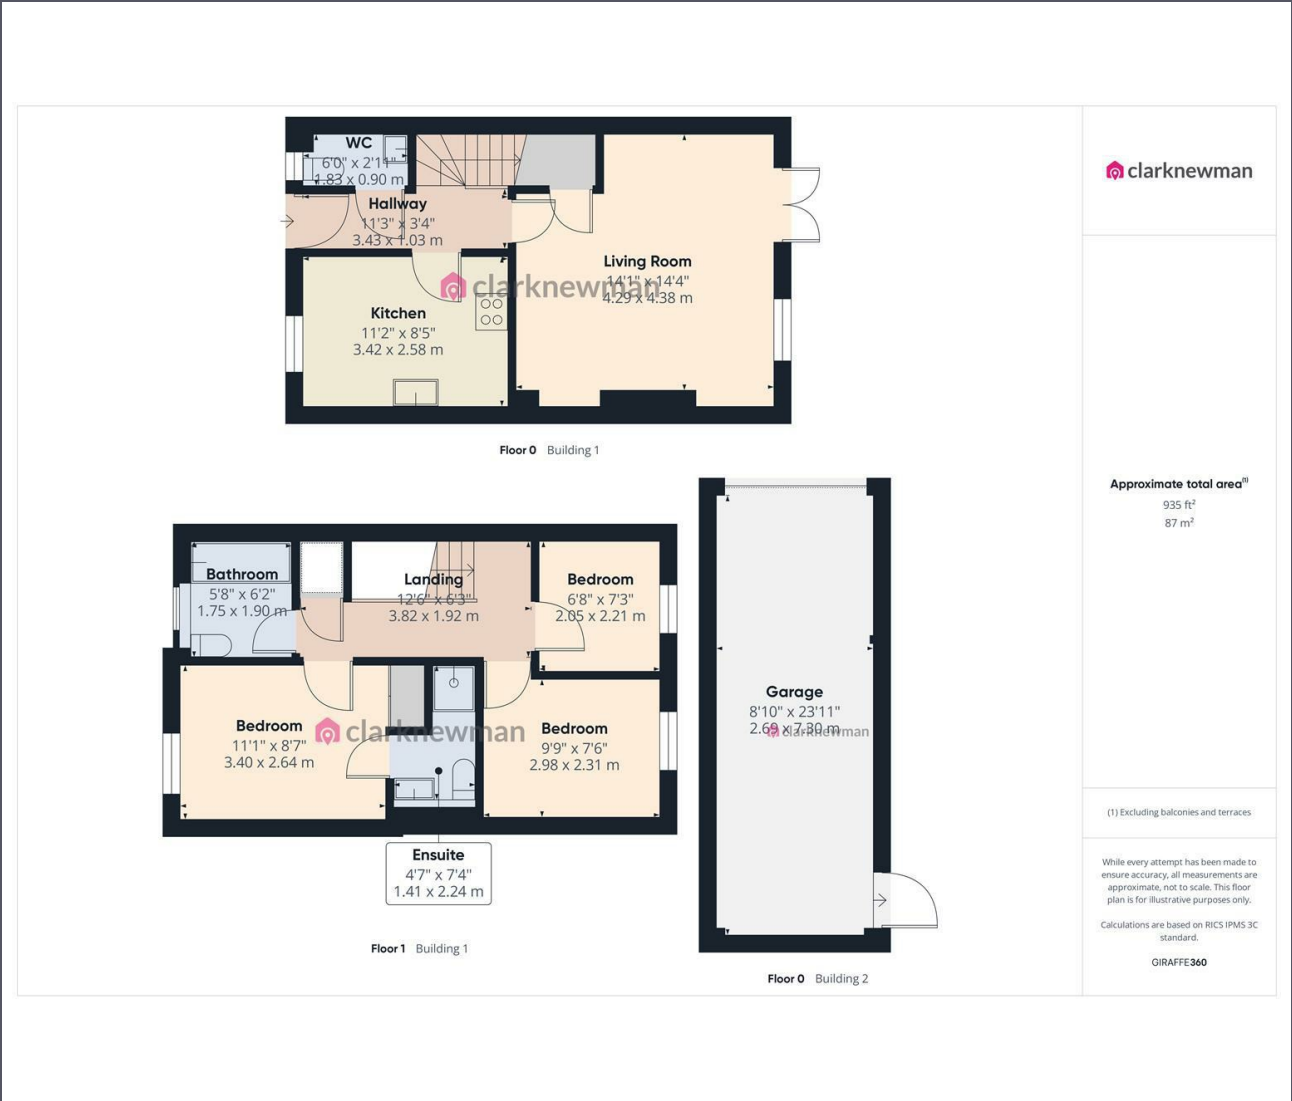 WC
6'0" x 2'11"
1.83 x 0.90 m
Hallway
11'3" x 3'4"
3.43 x 1.03 m
Living Room
14'1" x 14'4"
4.29 x 4.38 m
clarknewman
Kitchen
11'2" x 8'5"
3.42 x 2.58 m
Floor 0 Building 1
Bathroom
5'8" x 6'2"
1.75 x 1.90 m
Landing
12'6" x 6'3"
3.82 x 1.92 m
Bedroom
6'8" x 7'3"
2.05 x 2.21 m
Bedroom
11'1" x 8'7"
3.40 x 2.64 m
clarknewman
Bedroom
9'9" x 7'6"
2.98 x 2.31 m
Ensuite
4'7" x 7'4"
1.41 x 2.24 m
Floor 1 Building 1
Garage
8'10" x 23'11"
2.69 x 7.30 m
clarknewman
Floor 0 Building 2
clarknewman
Approximate total area(1)
935 ft²
87 m²
(1) Excluding balconies and terraces
While every attempt has been made to
ensure accuracy, all measurements are
approximate, not to scale. This floor
plan is for illustrative purposes only.
Calculations are based on RICS IPMS 3C
standard.
GIRAFFE360